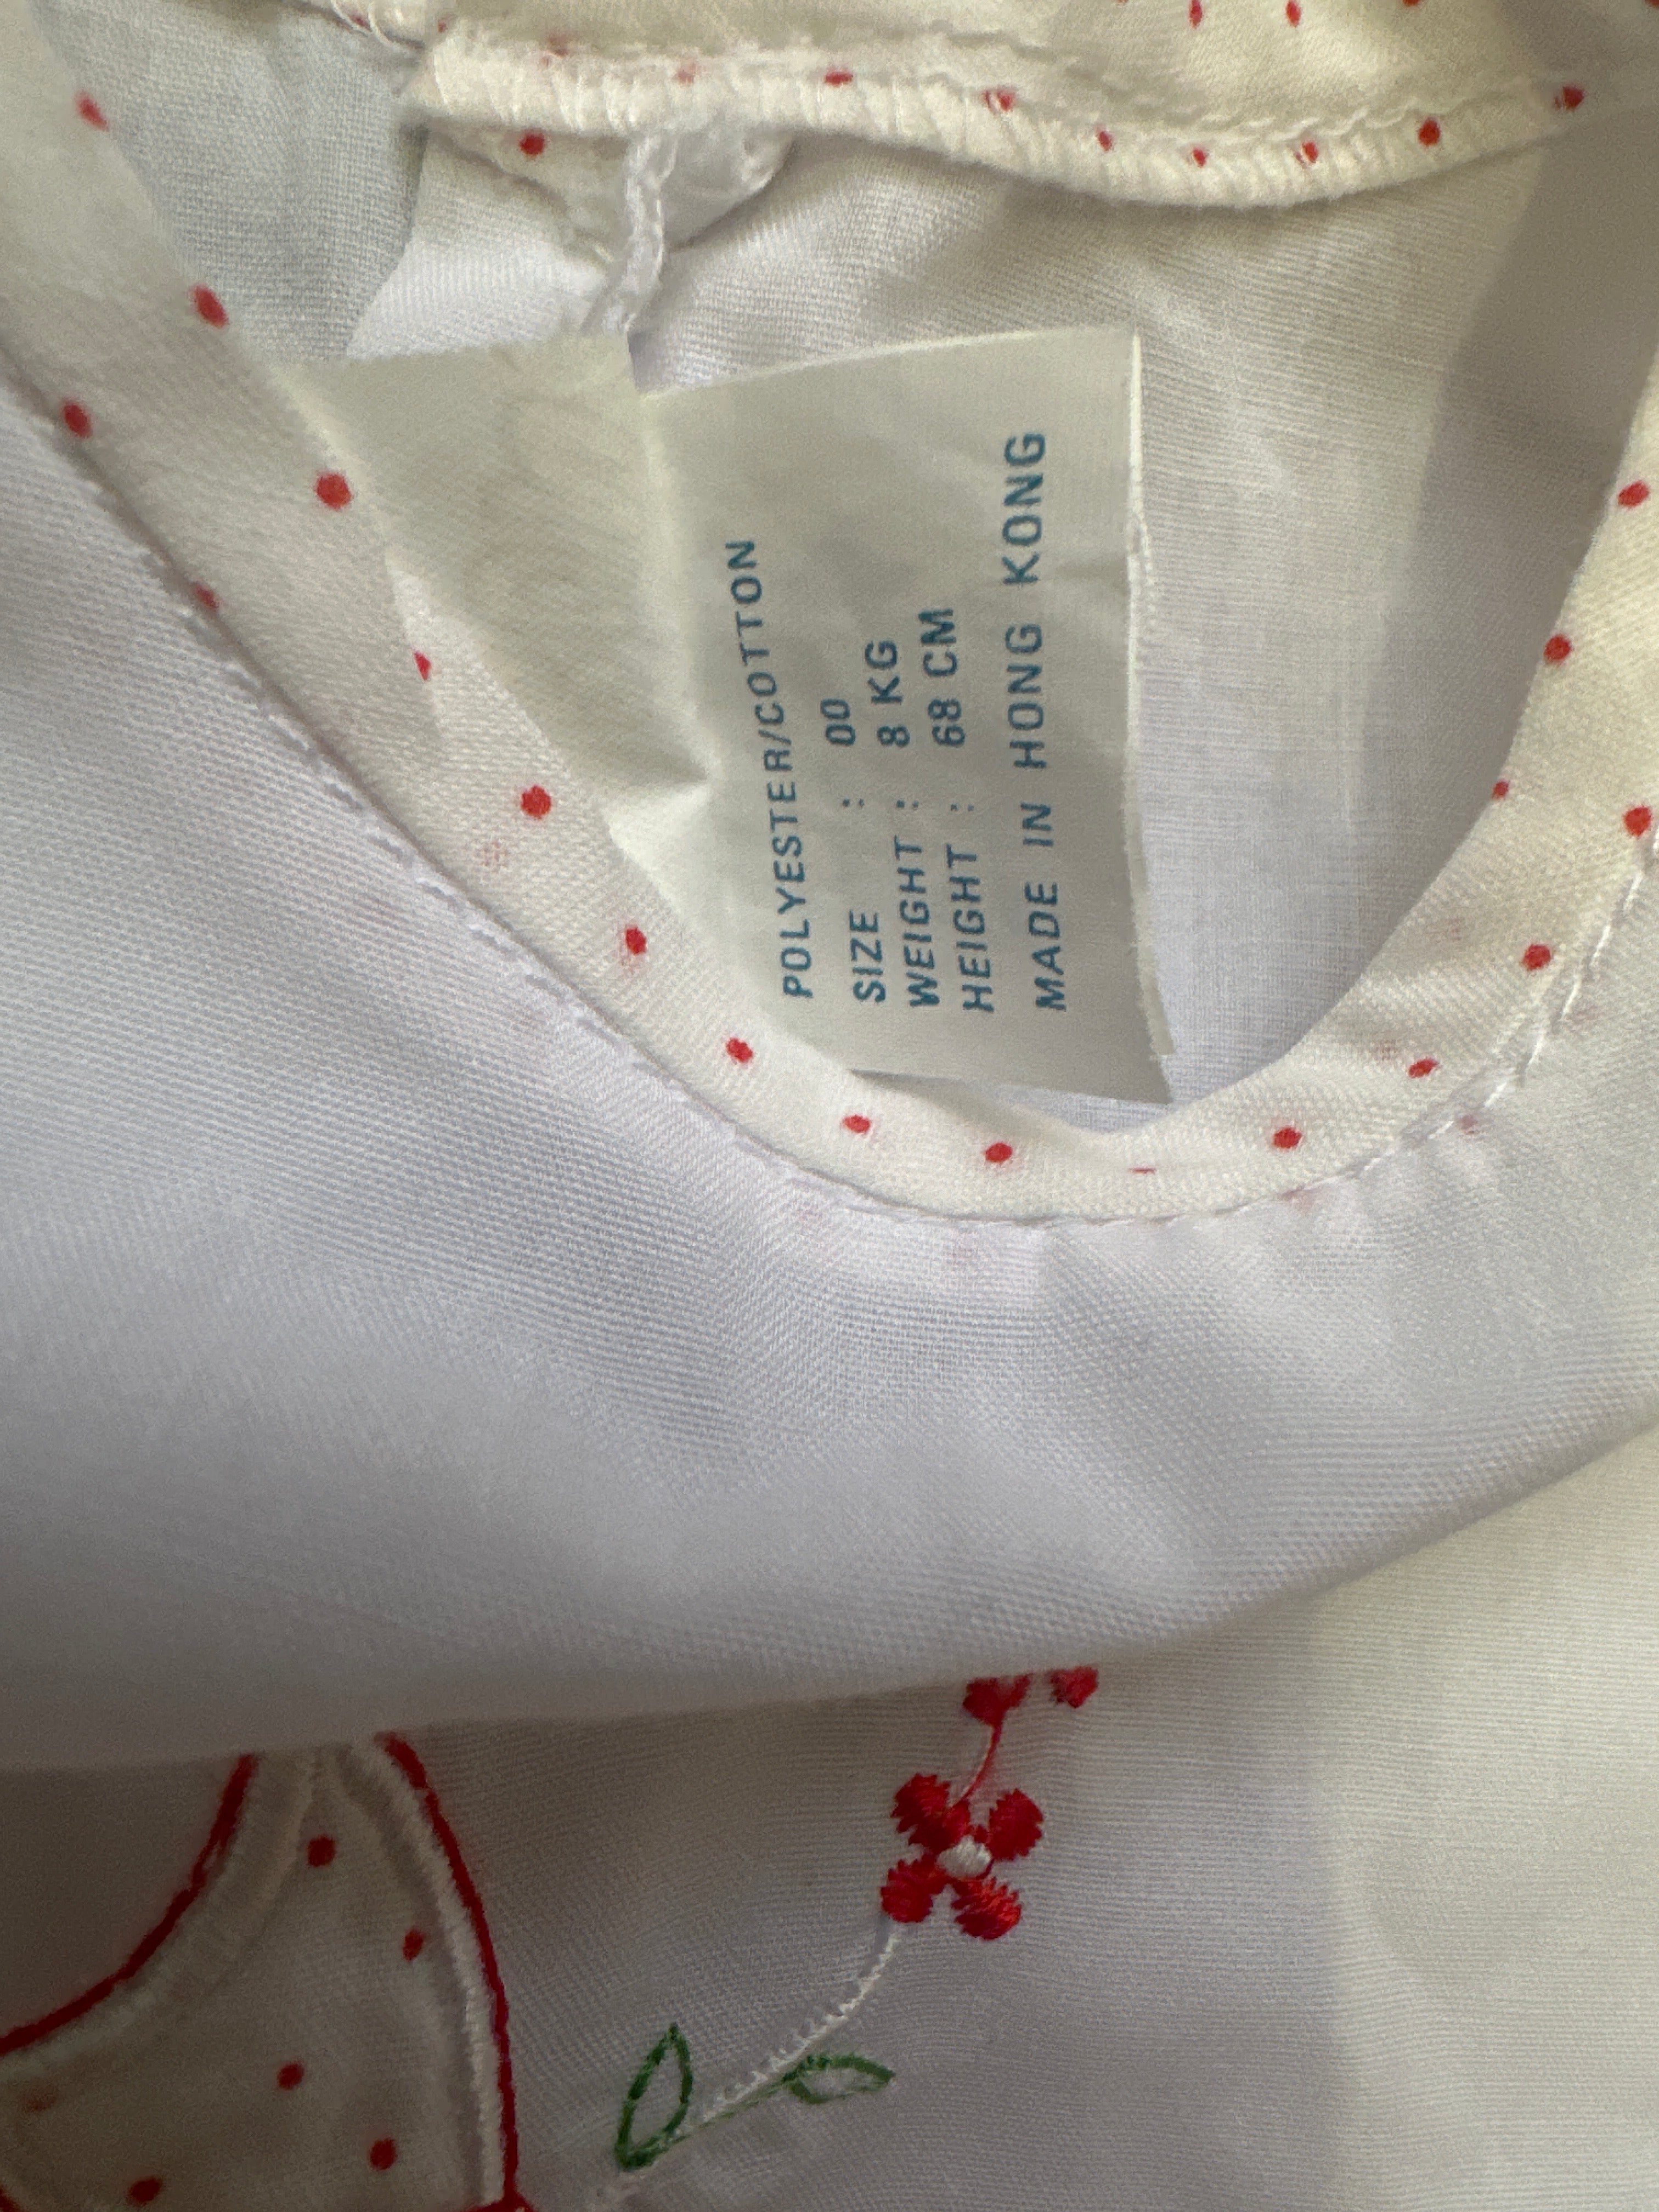 POLYESTER/COTTON
SIZE : 00
WEIGHT : 8 KG
HEIGHT : 68 CM
MADE IN HONG KONG